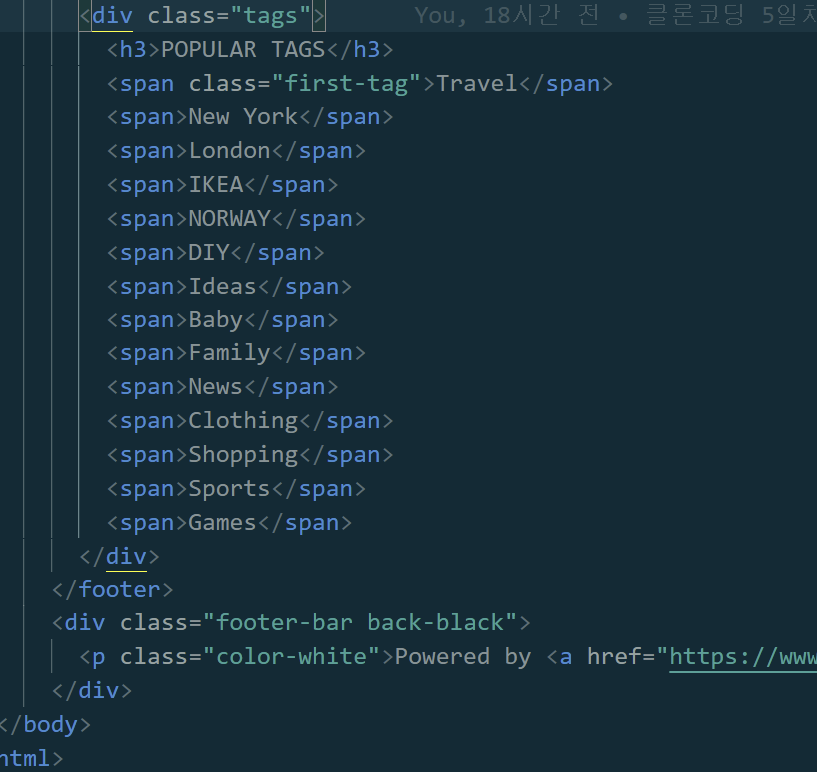 <div class="tags"> You, 18시간 전 • 클론코딩 5일차
<h3>POPULAR TAGS</h3>
<span class="first-tag">Travel</span>
<span>New York</span>
<span>London</span>
<span>IKEA</span>
<span>NORWAY</span>
<span>DIY</span>
<span>Ideas</span>
<span>Baby</span>
<span>Family</span>
<span>News</span>
<span>Clothing</span>
<span>Shopping</span>
<span>Sports</span>
<span>Games</span>
</div>
</footer>
<div class="footer-bar back-black">
<p class="color-white">Powered by <a href="https://www
</div>
</body>
html>